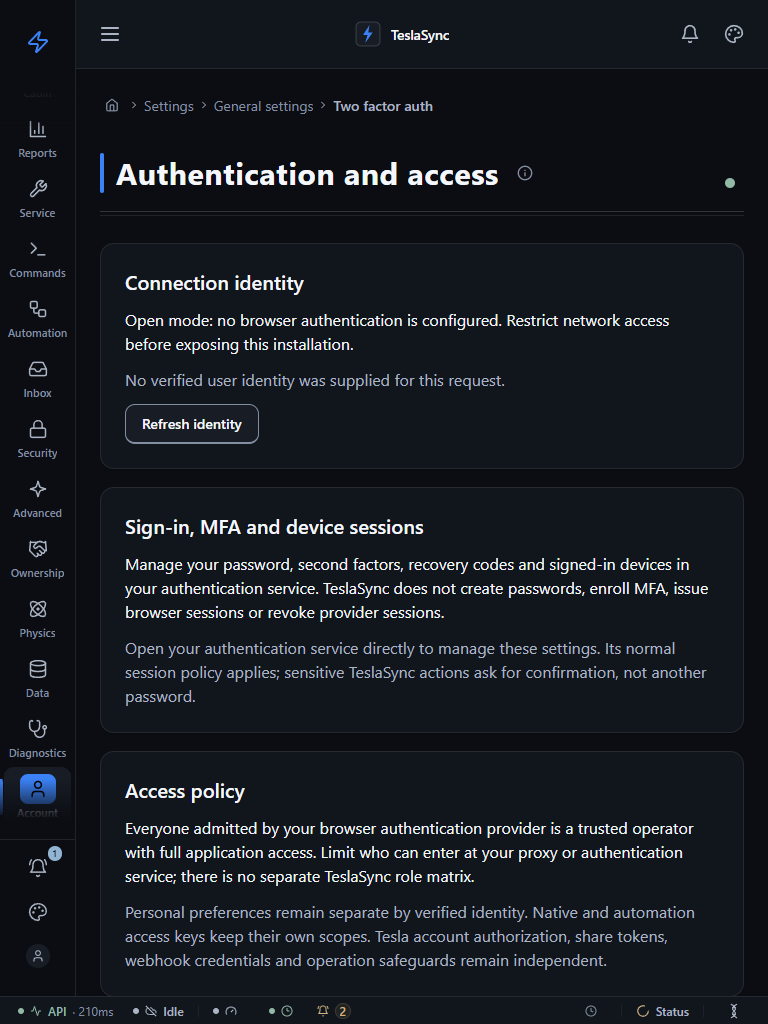 TeslaSync
Settings
General settings
Two factor auth
Authentication and access
Reports
Service
Commands
Automation
Inbox
Security
Advanced
Ownership
Physics
Data
Diagnostics
Account
1
Connection identity
Open mode: no browser authentication is configured. Restrict network access
before exposing this installation.
No verified user identity was supplied for this request.
Refresh identity
Sign-in, MFA and device sessions
Manage your password, second factors, recovery codes and signed-in devices in
your authentication service. TeslaSync does not create passwords, enroll MFA, issue
browser sessions or revoke provider sessions.
Open your authentication service directly to manage these settings. Its normal
session policy applies; sensitive TeslaSync actions ask for confirmation, not another
password.
Access policy
Everyone admitted by your browser authentication provider is a trusted operator
with full application access. Limit who can enter at your proxy or authentication
service; there is no separate TeslaSync role matrix.
Personal preferences remain separate by verified identity. Native and automation
access keys keep their own scopes. Tesla account authorization, share tokens,
webhook credentials and operation safeguards remain independent.
API · 210ms
Idle
2
Status